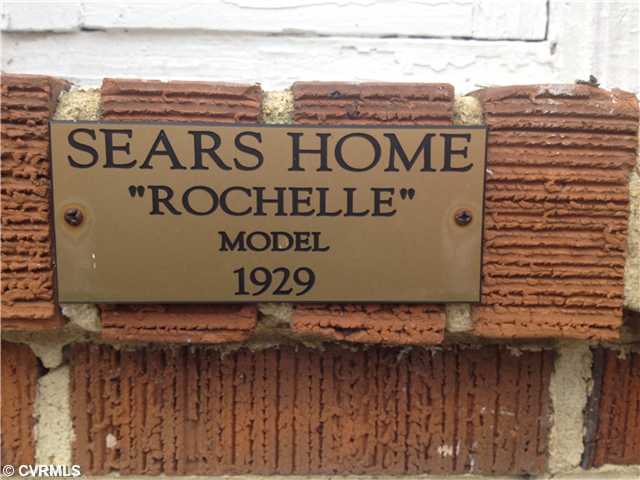 SEARS HOME
"ROCHELLE"
MODEL
1929
© CVRMLS